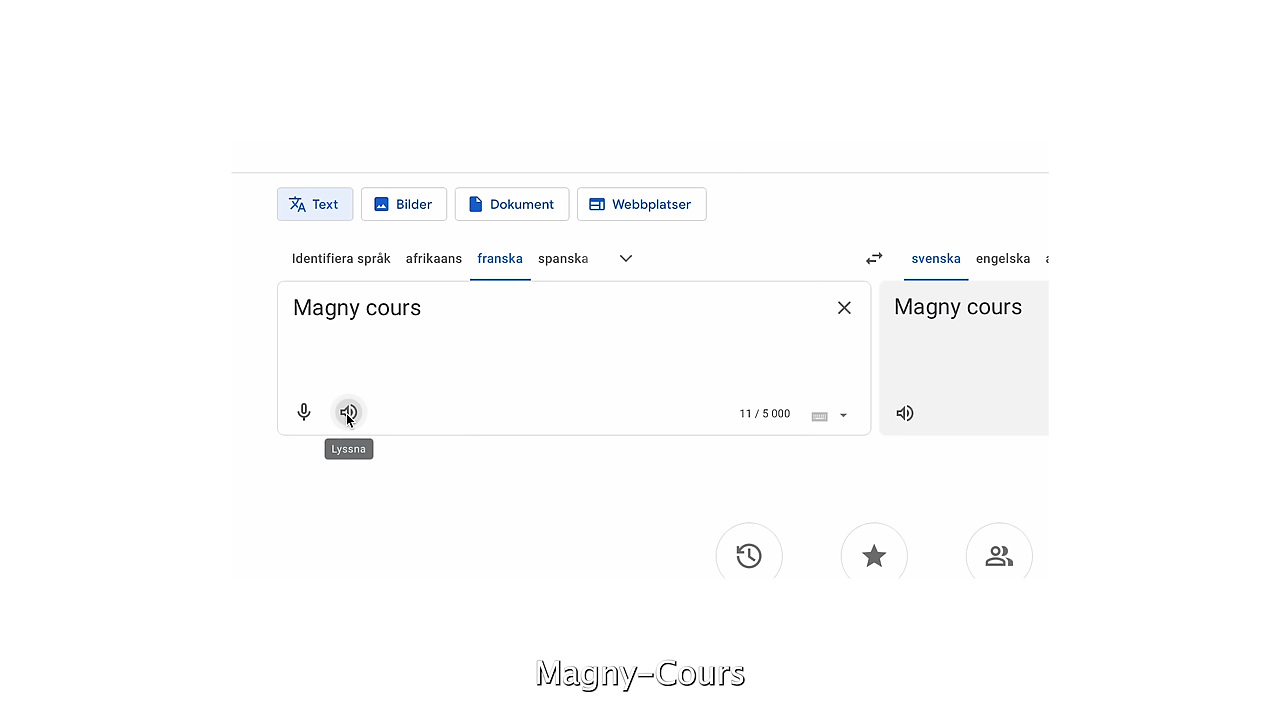 Text Bilder Dokument Webbplatser
Identifiera språk afrikaans franska spanska svenska engelska
Magny cours
Magny cours
11 / 5 000
Lyssna
Magny-Cours